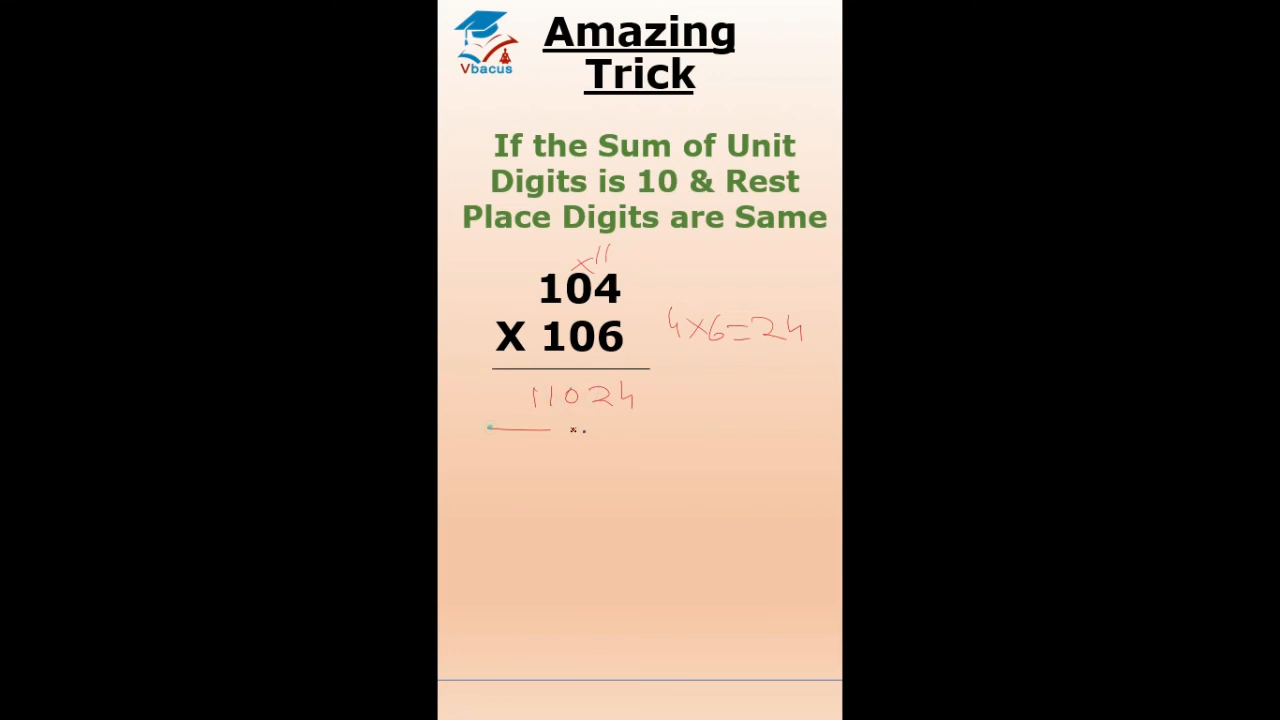 Vbacus
Amazing
Trick
If the Sum of Unit
Digits is 10 & Rest
Place Digits are Same
x11
104
X 106
4x6=24
11024